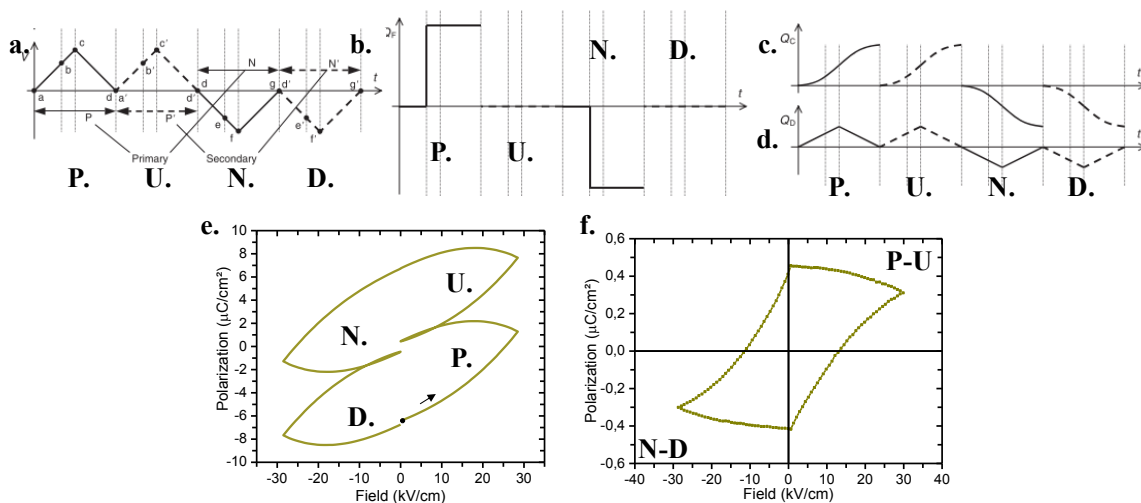 a.
V
c
c'
b
b'
a
d
a'
d'
d
g
d'
g'
t
N
N'
P
P'
e
e'
f
f'
Primary
Secondary
P.
U.
N.
D.
b.
Q_F
N.
D.
t
P.
U.
c.
Q_C
t
d.
Q_D
t
P.
U.
N.
D.
e.
10
8
6
4
2
0
-2
-4
-6
-8
-10
Polarization (µC/cm²)
U.
N.
P.
D.
-30
-20
-10
0
10
20
30
Field (kV/cm)
f.
0,6
0,4
0,2
0,0
-0,2
-0,4
-0,6
Polarization (µC/cm²)
P-U
N-D
-40
-30
-20
-10
0
10
20
30
40
Field (kV/cm)